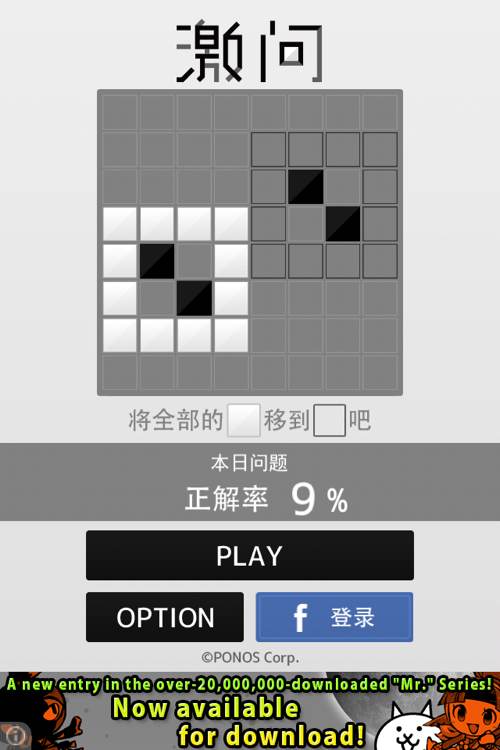 激问
将全部的 移到 吧
本日问题
正解率 9 %
PLAY
OPTION
f 登录
©PONOS Corp.
A new entry in the over-20,000,000-downloaded "Mr." Series!
Now available
for download!